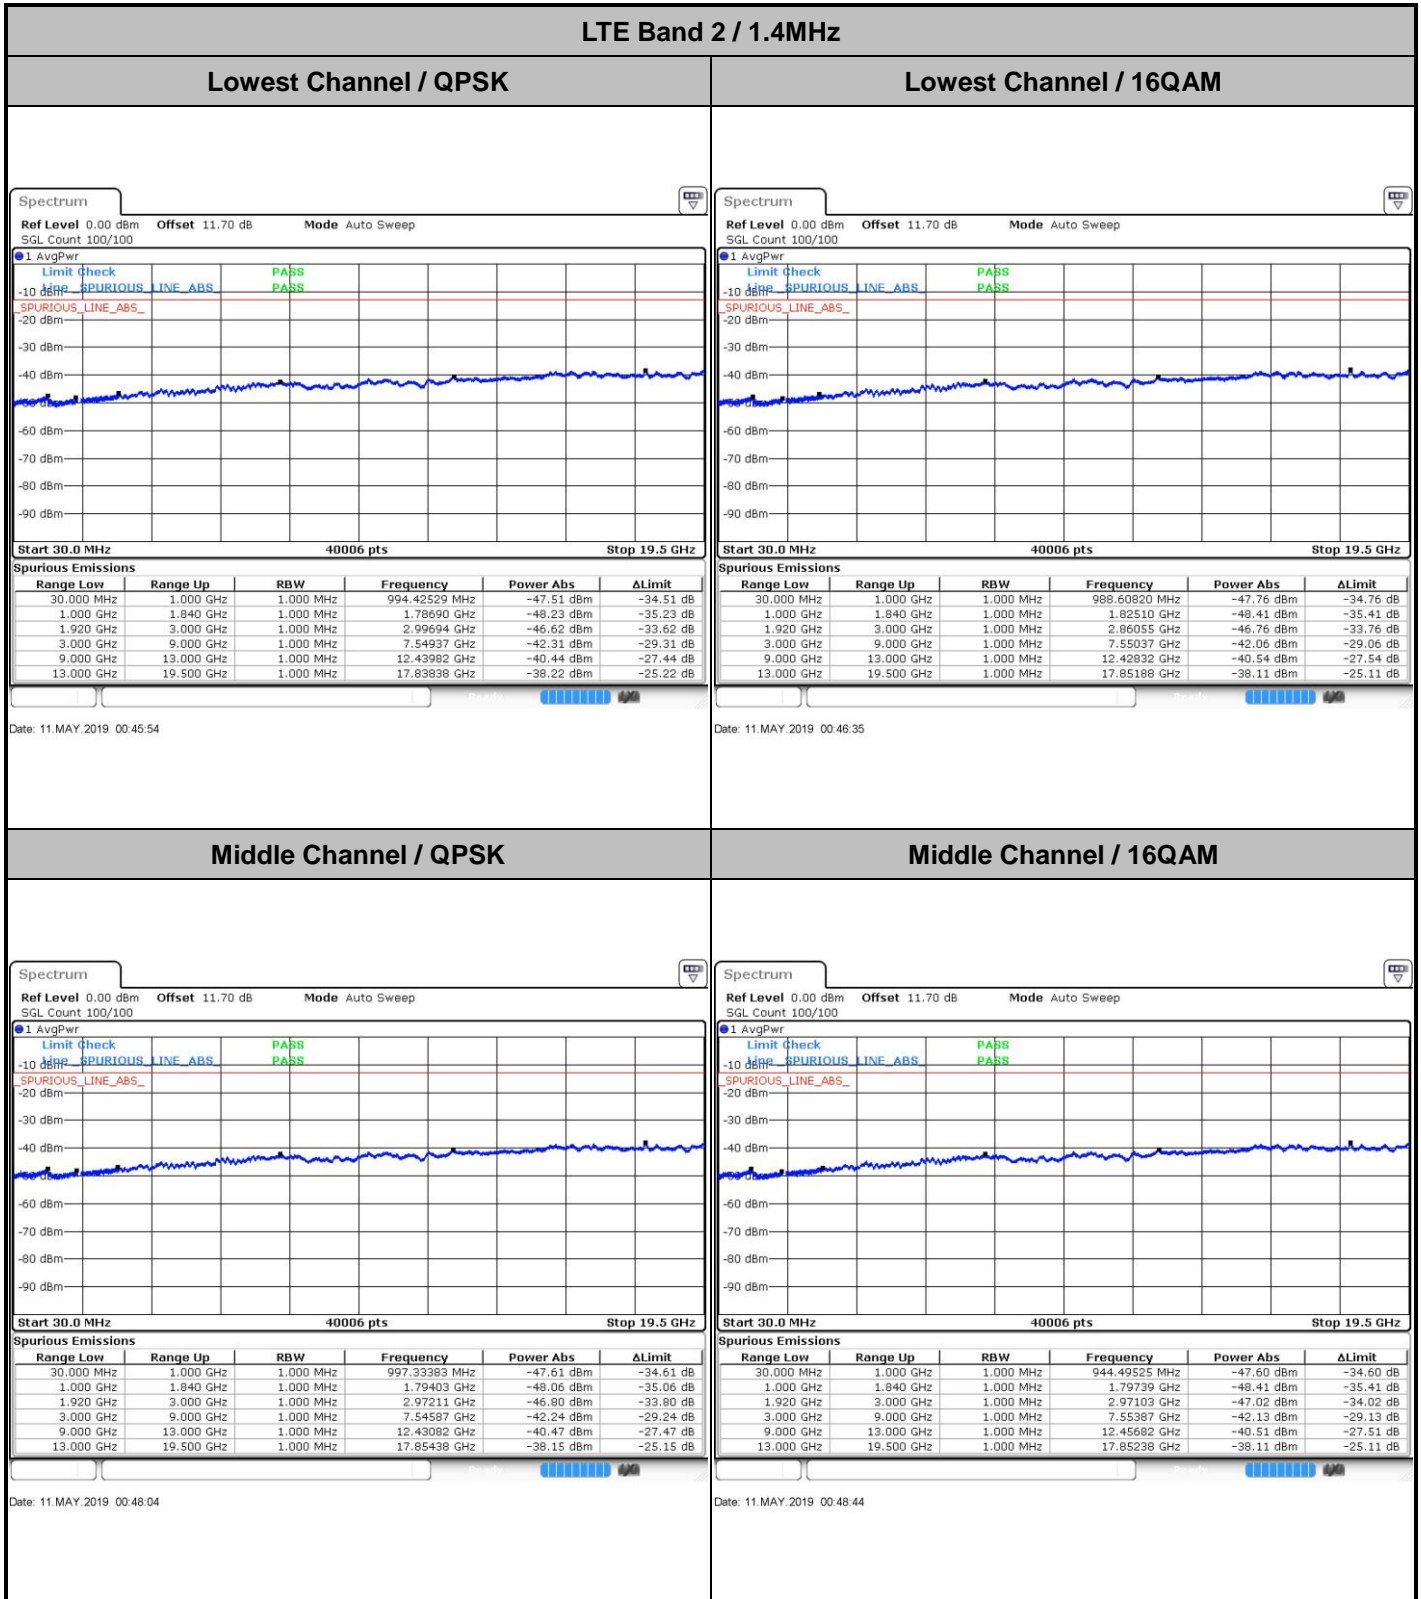 LTE Band 2 / 1.4MHz
Lowest Channel / QPSK
Lowest Channel / 16QAM
Spectrum
Ref Level 0.00 dBm Offset 11.70 dB Mode Auto Sweep
SGL Count 100/100
1 AvgPwr
Limit Check PASS
-10 dBm Line _SPURIOUS_LINE_ABS_ PASS
_SPURIOUS_LINE_ABS_
-20 dBm
-30 dBm
-40 dBm
-50 dBm
-60 dBm
-70 dBm
-80 dBm
-90 dBm
Start 30.0 MHz 40006 pts Stop 19.5 GHz
Spurious Emissions
Range Low Range Up RBW Frequency Power Abs ΔLimit
30.000 MHz 1.000 GHz 1.000 MHz 994.42529 MHz -47.51 dBm -34.51 dB
1.000 GHz 1.840 GHz 1.000 MHz 1.78690 GHz -48.23 dBm -35.23 dB
1.920 GHz 3.000 GHz 1.000 MHz 2.99694 GHz -46.62 dBm -33.62 dB
3.000 GHz 9.000 GHz 1.000 MHz 7.54937 GHz -42.31 dBm -29.31 dB
9.000 GHz 13.000 GHz 1.000 MHz 12.43982 GHz -40.44 dBm -27.44 dB
13.000 GHz 19.500 GHz 1.000 MHz 17.83838 GHz -38.22 dBm -25.22 dB
Date: 11.MAY.2019 00:45:54
Spectrum
Ref Level 0.00 dBm Offset 11.70 dB Mode Auto Sweep
SGL Count 100/100
1 AvgPwr
Limit Check PASS
-10 dBm Line _SPURIOUS_LINE_ABS_ PASS
_SPURIOUS_LINE_ABS_
-20 dBm
-30 dBm
-40 dBm
-50 dBm
-60 dBm
-70 dBm
-80 dBm
-90 dBm
Start 30.0 MHz 40006 pts Stop 19.5 GHz
Spurious Emissions
Range Low Range Up RBW Frequency Power Abs ΔLimit
30.000 MHz 1.000 GHz 1.000 MHz 988.60820 MHz -47.76 dBm -34.76 dB
1.000 GHz 1.840 GHz 1.000 MHz 1.82510 GHz -48.41 dBm -35.41 dB
1.920 GHz 3.000 GHz 1.000 MHz 2.86055 GHz -46.76 dBm -33.76 dB
3.000 GHz 9.000 GHz 1.000 MHz 7.55037 GHz -42.06 dBm -29.06 dB
9.000 GHz 13.000 GHz 1.000 MHz 12.42832 GHz -40.54 dBm -27.54 dB
13.000 GHz 19.500 GHz 1.000 MHz 17.85188 GHz -38.11 dBm -25.11 dB
Date: 11.MAY.2019 00:46:35
Middle Channel / QPSK
Middle Channel / 16QAM
Spectrum
Ref Level 0.00 dBm Offset 11.70 dB Mode Auto Sweep
SGL Count 100/100
1 AvgPwr
Limit Check PASS
-10 dBm Line _SPURIOUS_LINE_ABS_ PASS
_SPURIOUS_LINE_ABS_
-20 dBm
-30 dBm
-40 dBm
-50 dBm
-60 dBm
-70 dBm
-80 dBm
-90 dBm
Start 30.0 MHz 40006 pts Stop 19.5 GHz
Spurious Emissions
Range Low Range Up RBW Frequency Power Abs ΔLimit
30.000 MHz 1.000 GHz 1.000 MHz 997.33383 MHz -47.61 dBm -34.61 dB
1.000 GHz 1.840 GHz 1.000 MHz 1.79403 GHz -48.06 dBm -35.06 dB
1.920 GHz 3.000 GHz 1.000 MHz 2.97211 GHz -46.80 dBm -33.80 dB
3.000 GHz 9.000 GHz 1.000 MHz 7.54587 GHz -42.24 dBm -29.24 dB
9.000 GHz 13.000 GHz 1.000 MHz 12.43082 GHz -40.47 dBm -27.47 dB
13.000 GHz 19.500 GHz 1.000 MHz 17.85438 GHz -38.15 dBm -25.15 dB
Date: 11.MAY.2019 00:48:04
Spectrum
Ref Level 0.00 dBm Offset 11.70 dB Mode Auto Sweep
SGL Count 100/100
1 AvgPwr
Limit Check PASS
-10 dBm Line _SPURIOUS_LINE_ABS_ PASS
_SPURIOUS_LINE_ABS_
-20 dBm
-30 dBm
-40 dBm
-50 dBm
-60 dBm
-70 dBm
-80 dBm
-90 dBm
Start 30.0 MHz 40006 pts Stop 19.5 GHz
Spurious Emissions
Range Low Range Up RBW Frequency Power Abs ΔLimit
30.000 MHz 1.000 GHz 1.000 MHz 944.49525 MHz -47.60 dBm -34.60 dB
1.000 GHz 1.840 GHz 1.000 MHz 1.79739 GHz -48.41 dBm -35.41 dB
1.920 GHz 3.000 GHz 1.000 MHz 2.97103 GHz -47.02 dBm -34.02 dB
3.000 GHz 9.000 GHz 1.000 MHz 7.55387 GHz -42.13 dBm -29.13 dB
9.000 GHz 13.000 GHz 1.000 MHz 12.45682 GHz -40.51 dBm -27.51 dB
13.000 GHz 19.500 GHz 1.000 MHz 17.85238 GHz -38.11 dBm -25.11 dB
Date: 11.MAY.2019 00:48:44